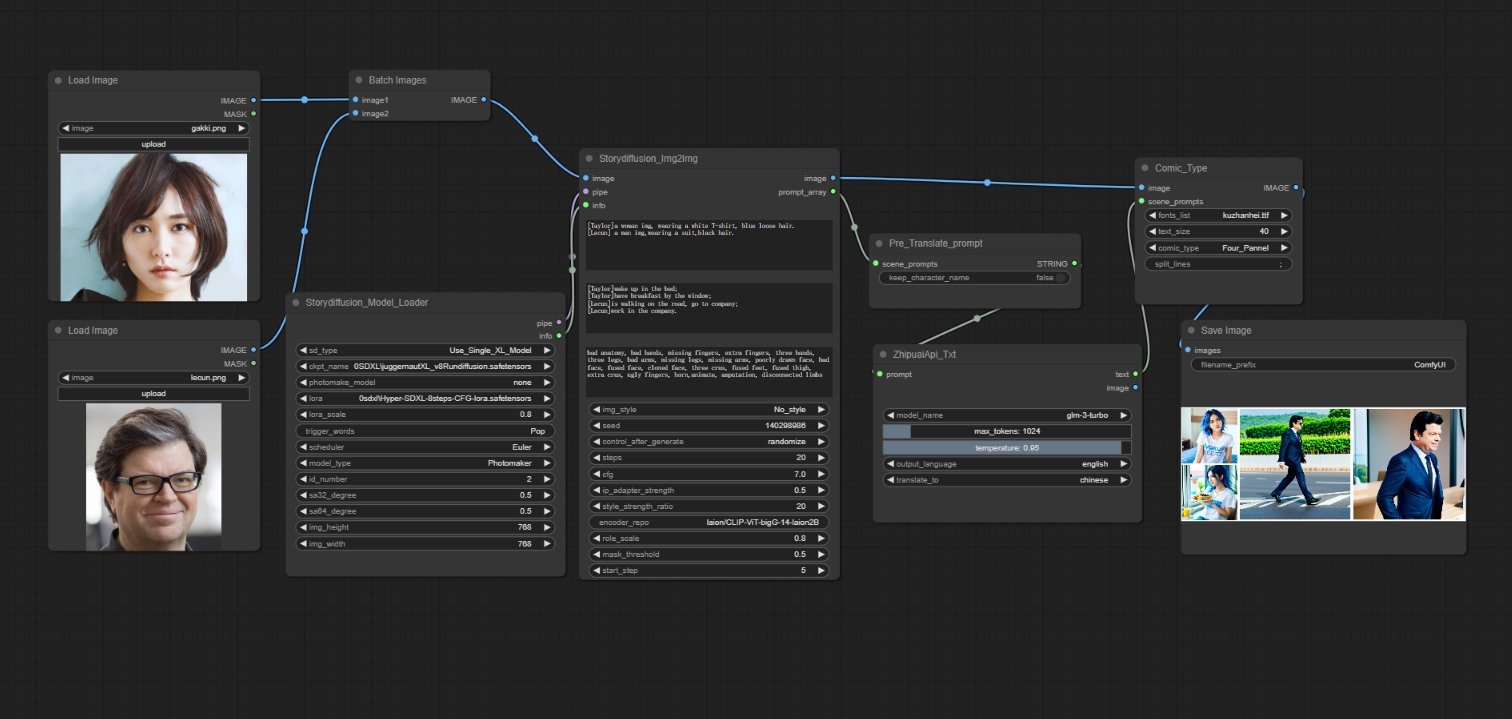 Load Image
IMAGE
MASK
image gakki.png
upload
Batch Images
image1 IMAGE
image2
Load Image
IMAGE
MASK
image lecun.png
upload
Storydiffusion_Model_Loader
pipe
info
sd_type Use_Single_XL_Model
ckpt_name 0SDXL\juggernautXL_v8Rundiffusion.safetensors
photomake_model none
lora 0sdxl\Hyper-SDXL-8steps-CFG-lora.safetensors
lora_scale 0.8
trigger_words Pop
scheduler Euler
model_type Photomaker
id_number 2
sa32_degree 0.5
sa64_degree 0.5
img_height 768
img_width 768
Storydiffusion_Img2Img
image image
pipe prompt_array
info
[Taylor]a woman img, wearing a white T-shirt, blue loose hair.
[Lecun] a man img,wearing a suit,black hair.
[Taylor]wake up in the bed;
[Taylor]have breakfast by the window;
[Lecun]is walking on the road, go to company;
[Lecun]work in the company.
bad anatomy, bad hands, missing fingers, extra fingers, three hands,
three legs, bad arms, missing legs, missing arms, poorly drawn face, bad
face, fused face, cloned face, three crus, fused feet, fused thigh,
extra crus, ugly fingers, horn,animate, amputation, disconnected limbs
img_style No_style
seed 140298986
control_after_generate randomize
steps 20
cfg 7.0
ip_adapter_strength 0.5
style_strength_ratio 20
encoder_repo laion/CLIP-ViT-bigG-14-laion2B
role_scale 0.8
mask_threshold 0.5
start_step 5
Pre_Translate_prompt
scene_prompts STRING
keep_character_name false
ZhipuaiApi_Txt
prompt text
image
model_name glm-3-turbo
max_tokens: 1024
temperature: 0.95
output_language english
translate_to chinese
Comic_Type
image IMAGE
scene_prompts
fonts_list kuzhanhei.ttf
text_size 40
comic_type Four_Pannel
split_lines ;
Save Image
images
filename_prefix ComfyUI